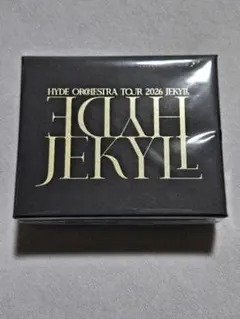 HYDE ORCHESTRA TOUR 2026 JEKYLL
HYDE
JEKYLL